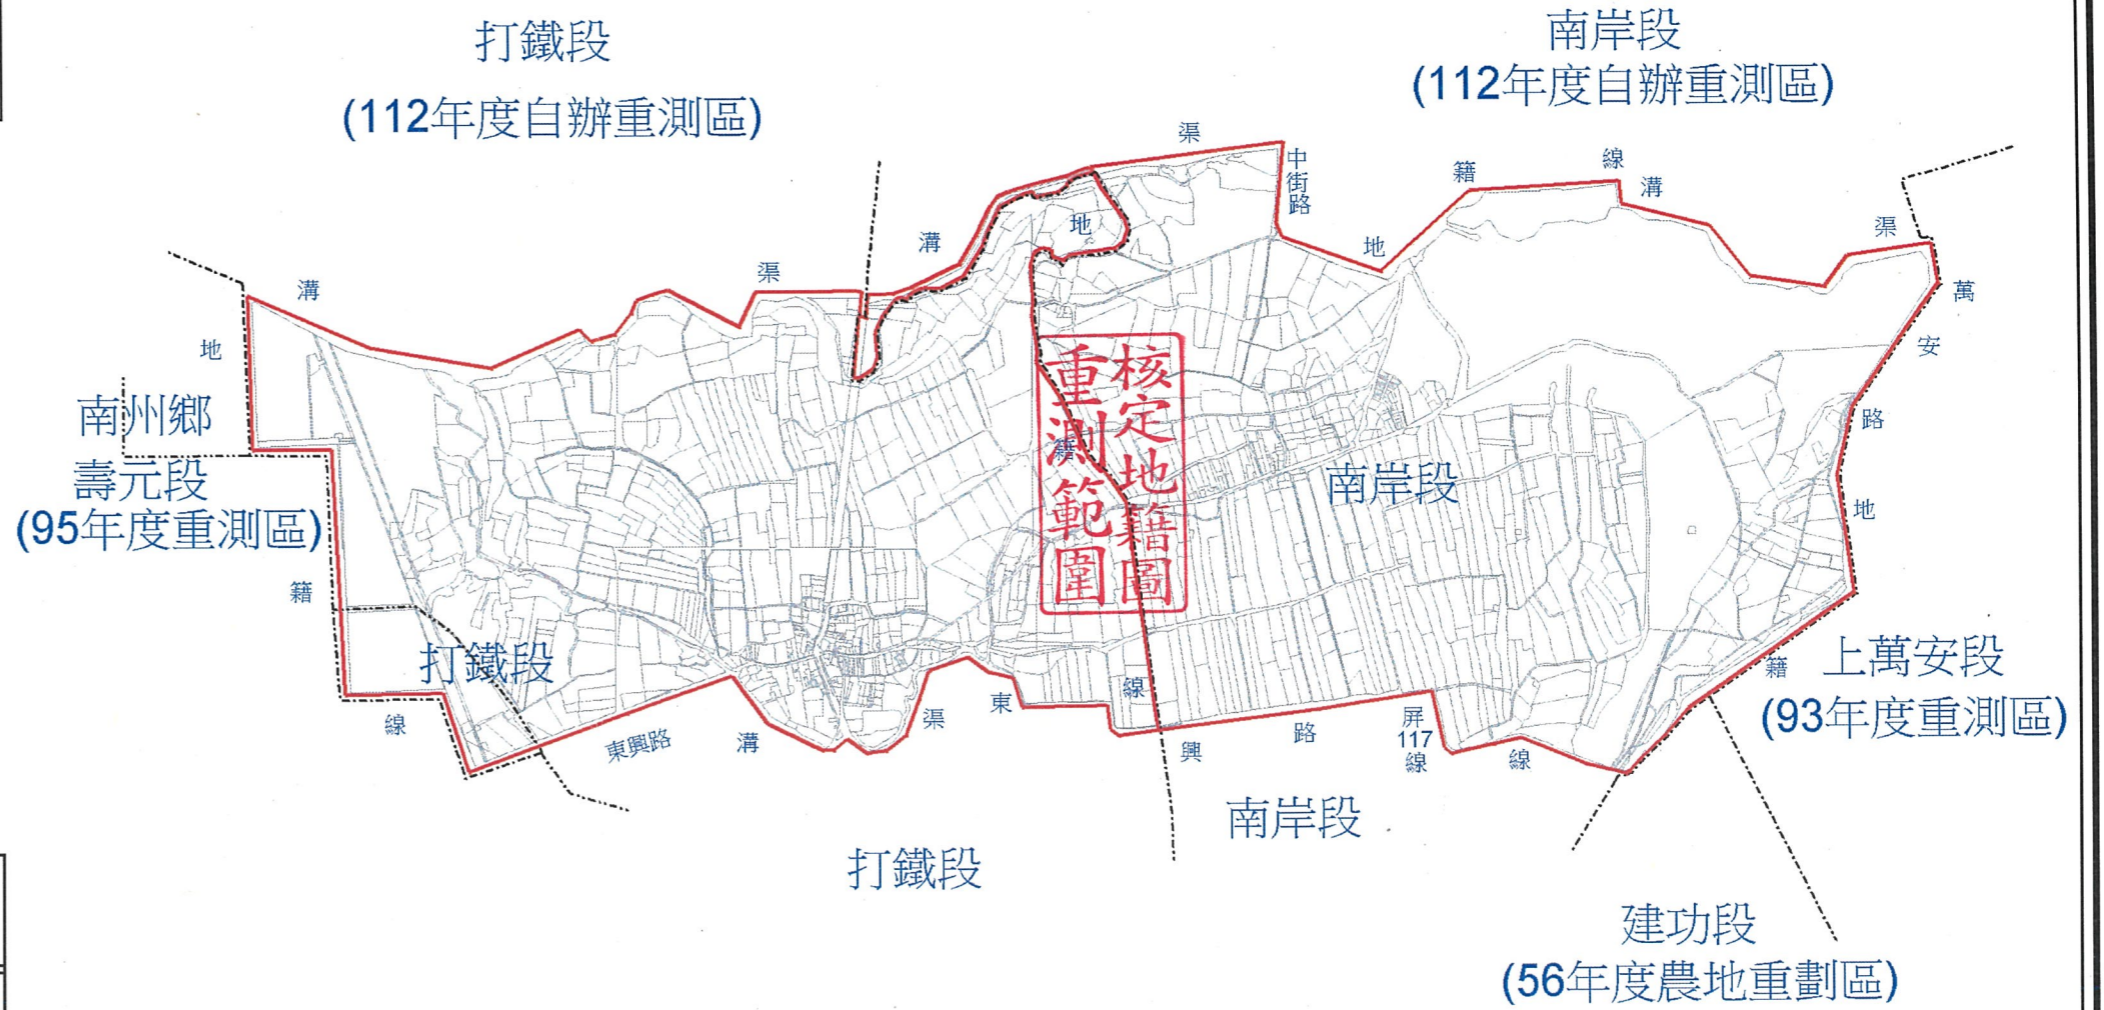 打鐵段
(112年度自辦重測區)
南岸段
(112年度自辦重測區)
渠
中街路
籍
線
溝
地
溝
地
渠
渠
溝
萬
安
路
地
地
南州鄉
壽元段
(95年度重測區)
籍
核定地籍圖
重測範圍
籍
南岸段
打鐵段
線
東興路
溝
渠
東
線
興
路
屏
117
線
線
籍
上萬安段
(93年度重測區)
南岸段
打鐵段
建功段
(56年度農地重劃區)